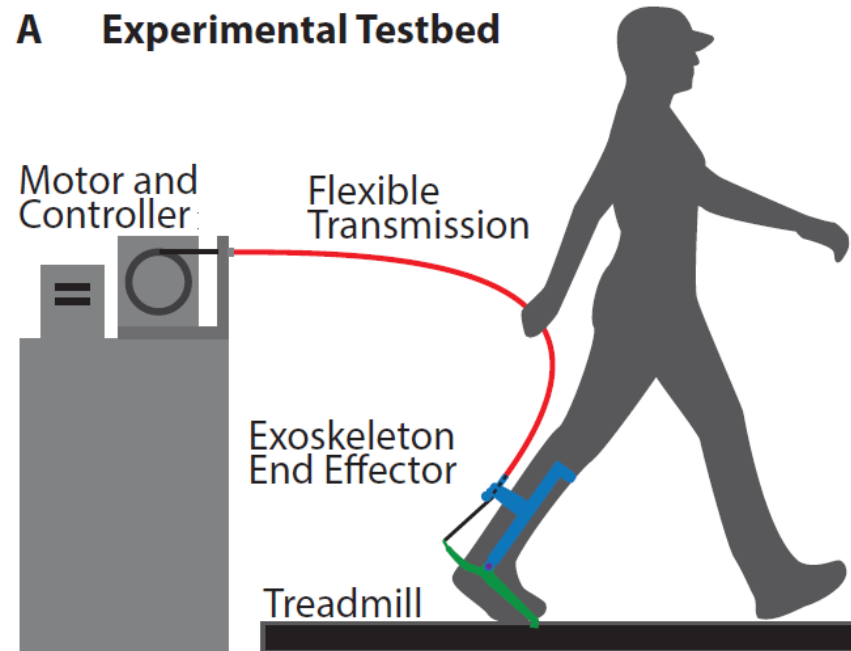 A Experimental Testbed
Motor and
Controller
Flexible
Transmission
Exoskeleton
End Effector
Treadmill